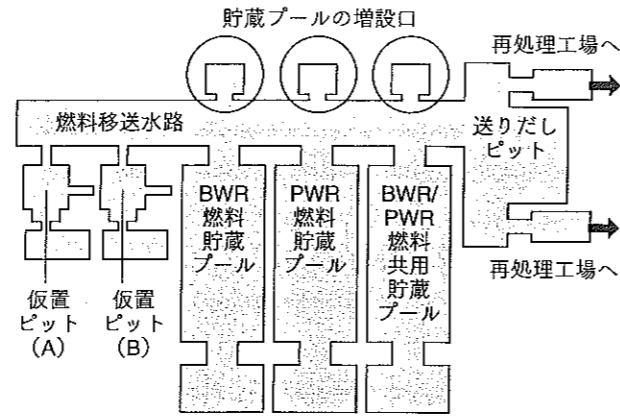 貯蔵プールの増設口
再処理工場へ
燃料移送水路
送りだし
ピット
BWR
燃料
貯蔵
プール
PWR
燃料
貯蔵
プール
BWR/
PWR
燃料
共用
貯蔵
プール
再処理工場へ
仮置
ピット
(A)
仮置
ピット
(B)